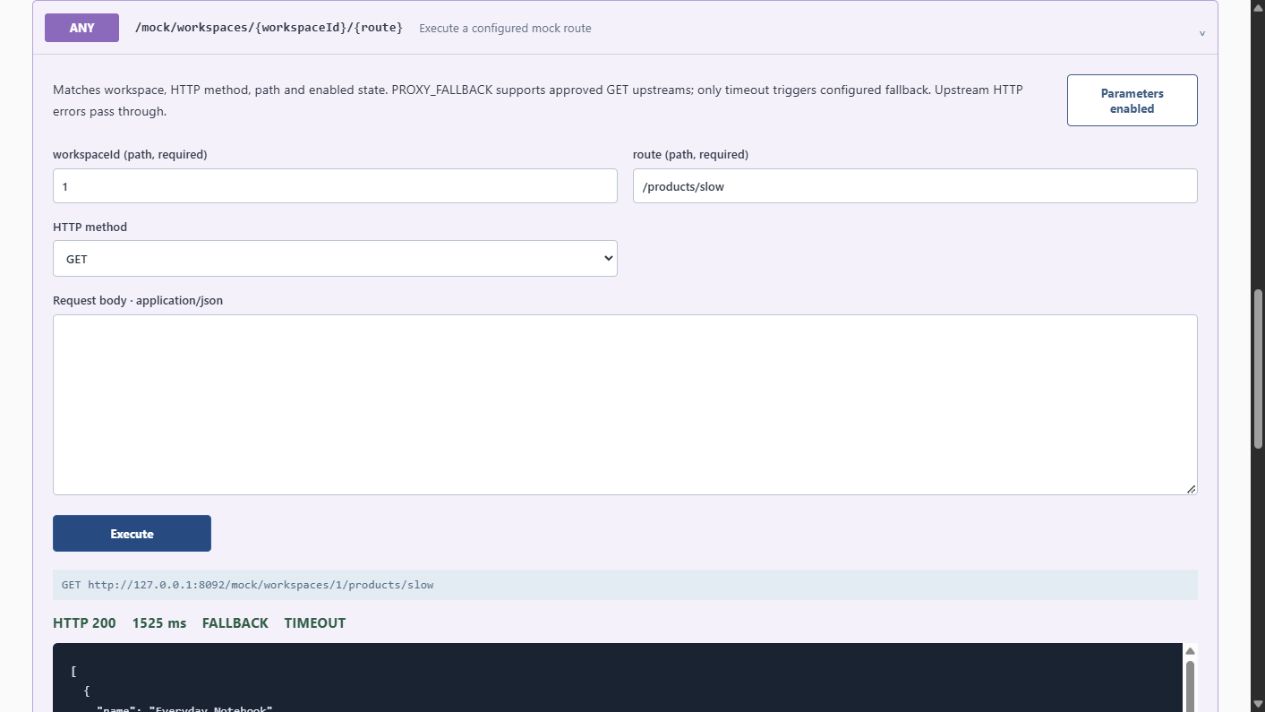 ANY /mock/workspaces/{workspaceId}/{route} Execute a configured mock route
Matches workspace, HTTP method, path and enabled state. PROXY_FALLBACK supports approved GET upstreams; only timeout triggers configured fallback. Upstream HTTP
errors pass through.
Parameters
enabled
workspaceId (path, required)
1
route (path, required)
/products/slow
HTTP method
GET
Request body · application/json
Execute
GET http://127.0.0.1:8092/mock/workspaces/1/products/slow
HTTP 200 1525 ms FALLBACK TIMEOUT
[
{
"name": "Everyday Notebook"